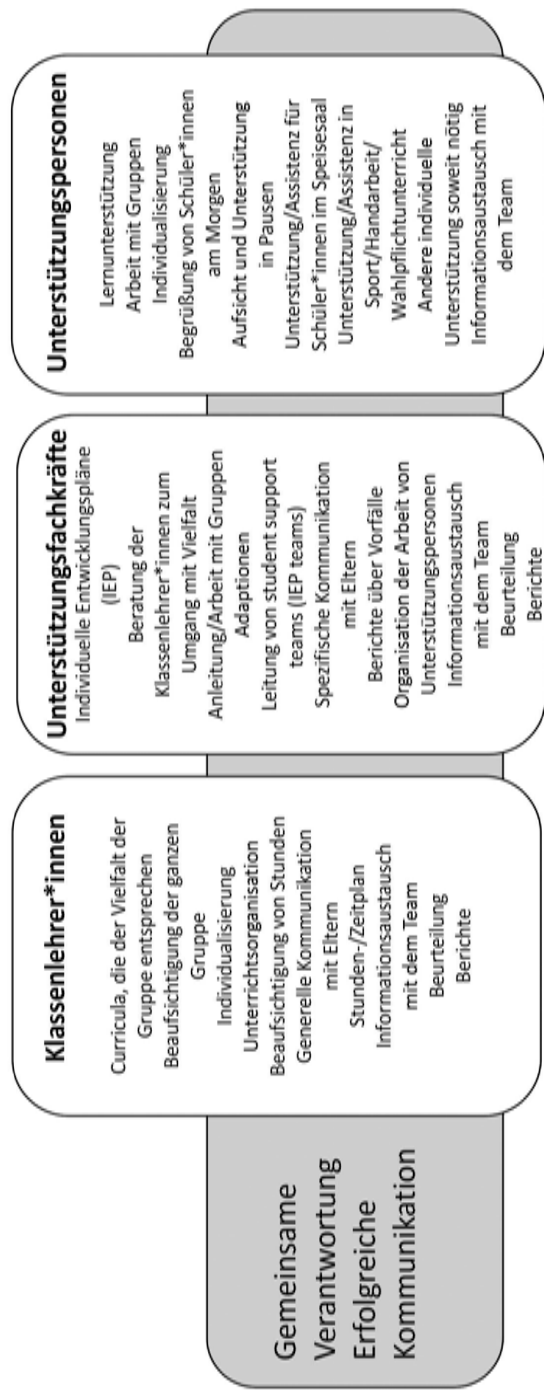 Gemeinsame
Verantwortung
Erfolgreiche
Kommunikation
Klassenlehrer*innen
Curricula, die der Vielfalt der
Gruppe entsprechen
Beaufsichtigung der ganzen
Gruppe
Individualisierung
Unterrichtsorganisation
Beaufsichtigung von Stunden
Generelle Kommunikation
mit Eltern
Stunden-/Zeitplan
Informationsaustausch
mit dem Team
Beurteilung
Berichte
Unterstützungsfachkräfte
Individuelle Entwicklungspläne
(IEP)
Beratung der
Klassenlehrer*innen zum
Umgang mit Vielfalt
Anleitung/Arbeit mit Gruppen
Adaptionen
Leitung von student support
teams (IEP teams)
Spezifische Kommunikation
mit Eltern
Berichte über Vorfälle
Organisation der Arbeit von
Unterstützungspersonen
Informationsaustausch
mit dem Team
Beurteilung
Berichte
Unterstützungspersonen
Lernunterstützung
Arbeit mit Gruppen
Individualisierung
Begrüßung von Schüler*innen
am Morgen
Aufsicht und Unterstützung
in Pausen
Unterstützung/Assistenz für
Schüler*innen im Speisesaal
Unterstützung/Assistenz in
Sport/Handarbeit/
Wahlpflichtunterricht
Andere individuelle
Unterstützung soweit nötig
Informationsaustausch mit
dem Team